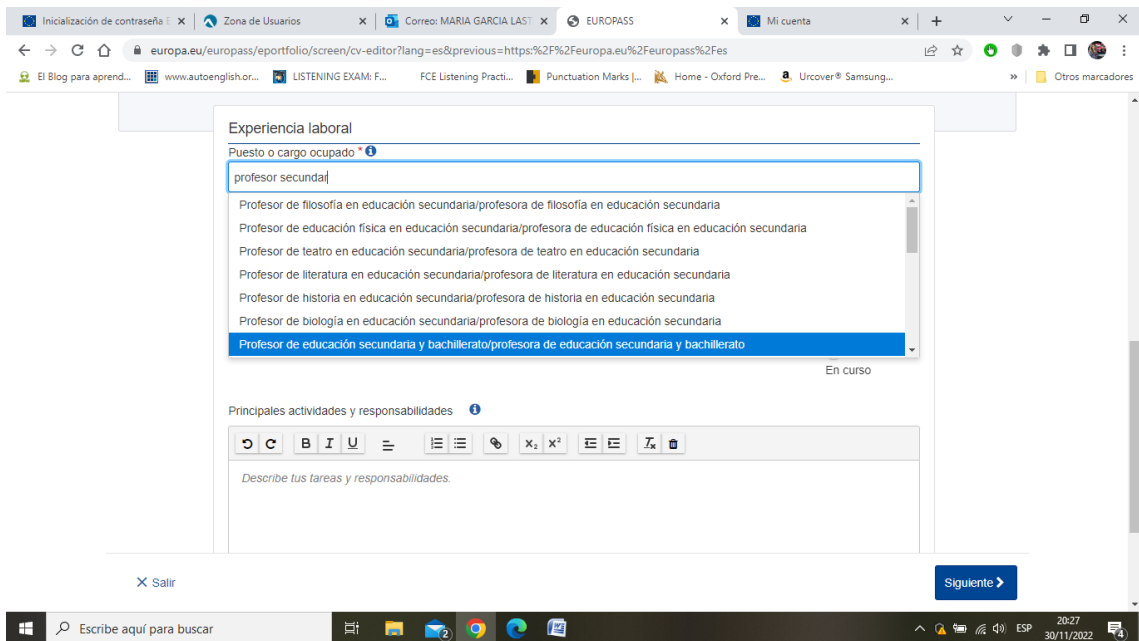 Inicialización de contraseña E
Zona de Usuarios
Correo: MARIA GARCIA LAST
EUROPASS
Mi cuenta
europa.eu/europass/eportfolio/screen/cv-editor?lang=es&previous=https:%2F%2Feuropa.eu%2Feuropass%2Fes
El Blog para aprend...
www.autoenglish.or...
LISTENING EXAM: F...
FCE Listening Practi...
Punctuation Marks |...
Home - Oxford Pre...
Urcover® Samsung...
»
Otros marcadores
Experiencia laboral
Puesto o cargo ocupado *
profesor secundar
Profesor de filosofía en educación secundaria/profesora de filosofía en educación secundaria
Profesor de educación física en educación secundaria/profesora de educación física en educación secundaria
Profesor de teatro en educación secundaria/profesora de teatro en educación secundaria
Profesor de literatura en educación secundaria/profesora de literatura en educación secundaria
Profesor de historia en educación secundaria/profesora de historia en educación secundaria
Profesor de biología en educación secundaria/profesora de biología en educación secundaria
Profesor de educación secundaria y bachillerato/profesora de educación secundaria y bachillerato
En curso
Principales actividades y responsabilidades
B I U X₂ X²
Describe tus tareas y responsabilidades.
Salir
Siguiente
Escribe aquí para buscar
2
ESP
20:27
30/11/2022
4